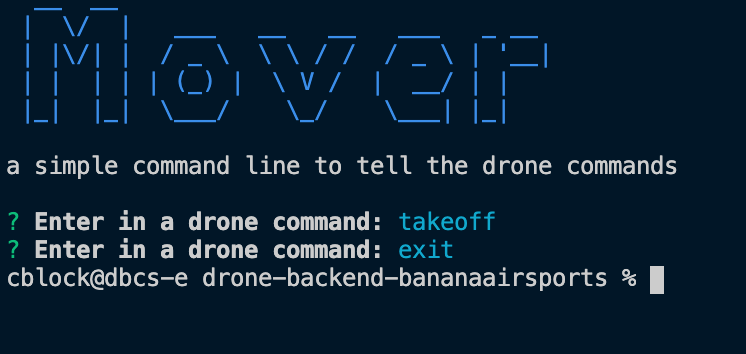 Mover
a simple command line to tell the drone commands
? Enter in a drone command: takeoff
? Enter in a drone command: exit
cblock@dbcs-e drone-backend-bananaairsports %